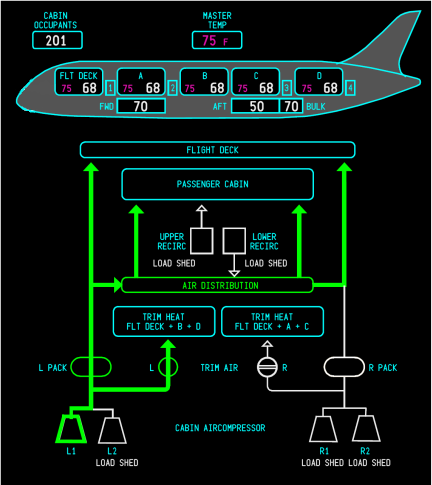 CABIN
OCCUPANTS
201
MASTER
TEMP
75 F
FLT DECK A B C D
75 68 1 75 68 2 75 68 75 68 3 75 68 4
FWD 70 AFT 50 70 BULK
FLIGHT DECK
PASSENGER CABIN
UPPER
RECIRC
LOWER
RECIRC
LOAD SHED LOAD SHED
AIR DISTRIBUTION
TRIM HEAT
FLT DECK + B + D
TRIM HEAT
FLT DECK + A + C
L PACK L TRIM AIR R R PACK
CABIN AIRCOMPRESSOR
L1 L2 R1 R2
LOAD SHED LOAD SHED LOAD SHED